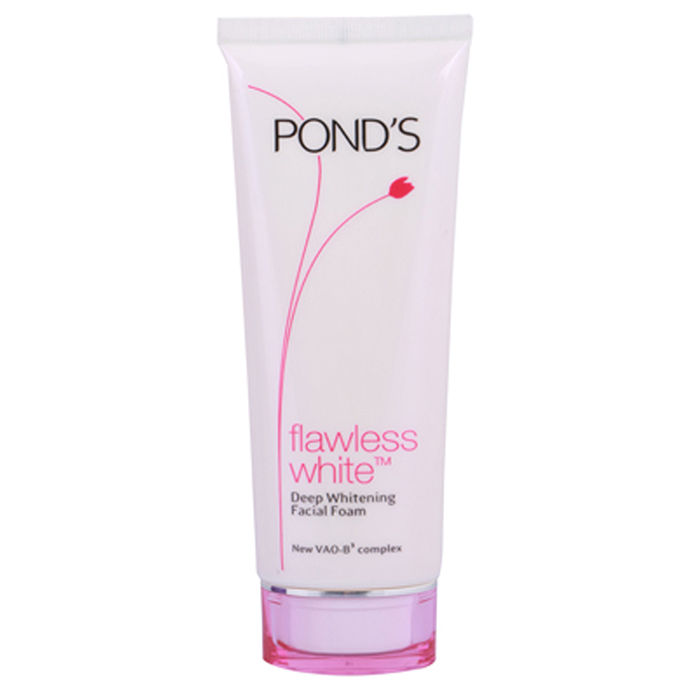 POND'S
flawless
white™
Deep Whitening
Facial Foam
New VAO-B³ complex